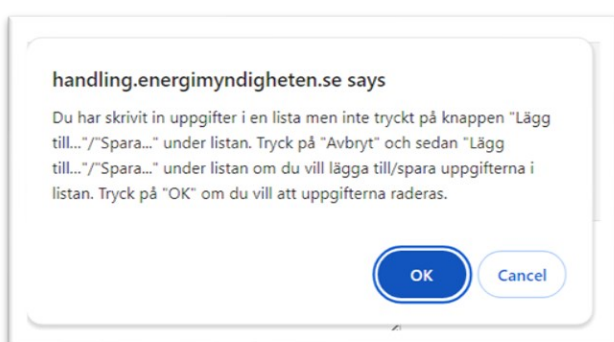 handling.energimyndigheten.se says
Du har skrivit in uppgifter i en lista men inte tryckt på knappen "Lägg
till..."/"Spara..." under listan. Tryck på "Avbryt" och sedan "Lägg
till..."/"Spara..." under listan om du vill lägga till/spara uppgifterna i
listan. Tryck på "OK" om du vill att uppgifterna raderas.
OK
Cancel